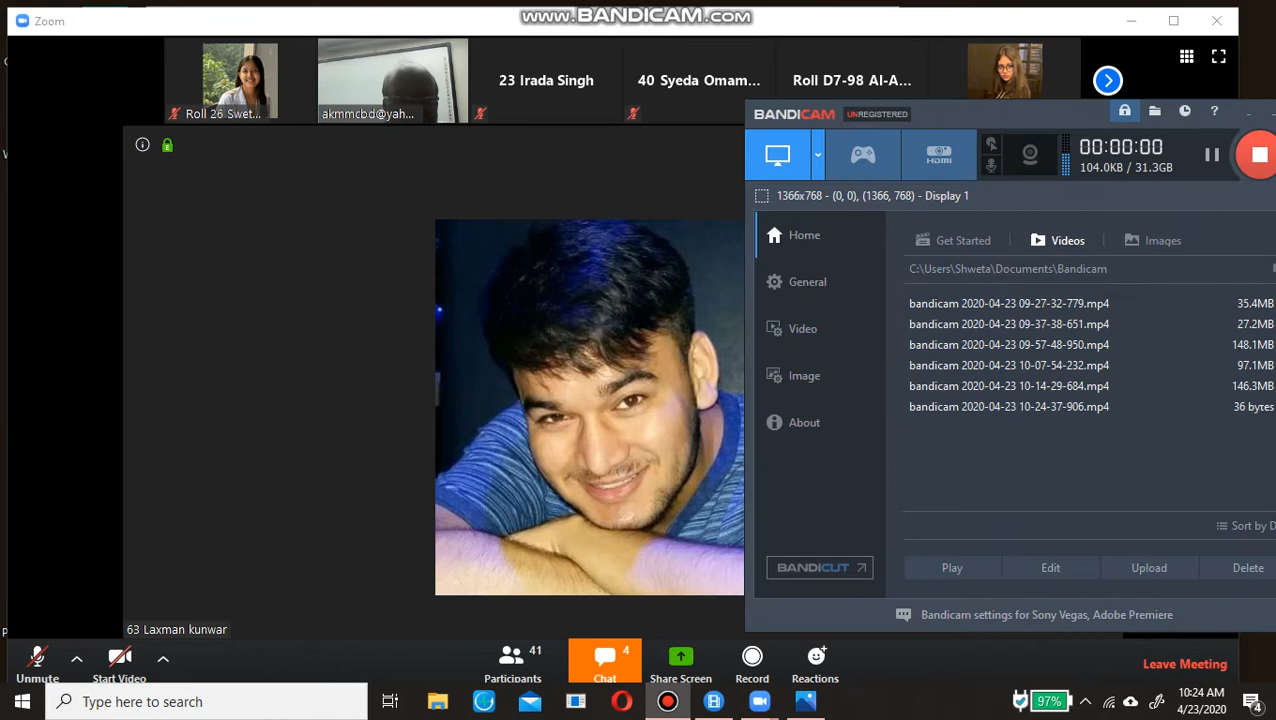 www.BANDICAM.com
Zoom
Roll 26 Swet...
akmmcbd@yah...
23 Irada Singh
40 Syeda Omam...
Roll D7-98 Al-A...
63 Laxman kunwar
BANDICAM UNREGISTERED
HDMI
00:00:00
104.0KB / 31.3GB
1366x768 - (0, 0), (1366, 768) - Display 1
Home
General
Video
Image
About
BANDICUT
Get Started
Videos
Images
C:\Users\Shweta\Documents\Bandicam
bandicam 2020-04-23 09-27-32-779.mp4 35.4MB
bandicam 2020-04-23 09-37-38-651.mp4 27.2MB
bandicam 2020-04-23 09-57-48-950.mp4 148.1MB
bandicam 2020-04-23 10-07-54-232.mp4 97.1MB
bandicam 2020-04-23 10-14-29-684.mp4 146.3MB
bandicam 2020-04-23 10-24-37-906.mp4 36 bytes
Sort by D
Play Edit Upload Delete
Bandicam settings for Sony Vegas, Adobe Premiere
41
4
Unmute Start Video Participants Chat Share Screen Record Reactions
Leave Meeting
Type here to search
97%
10:24 AM
4/23/2020
4